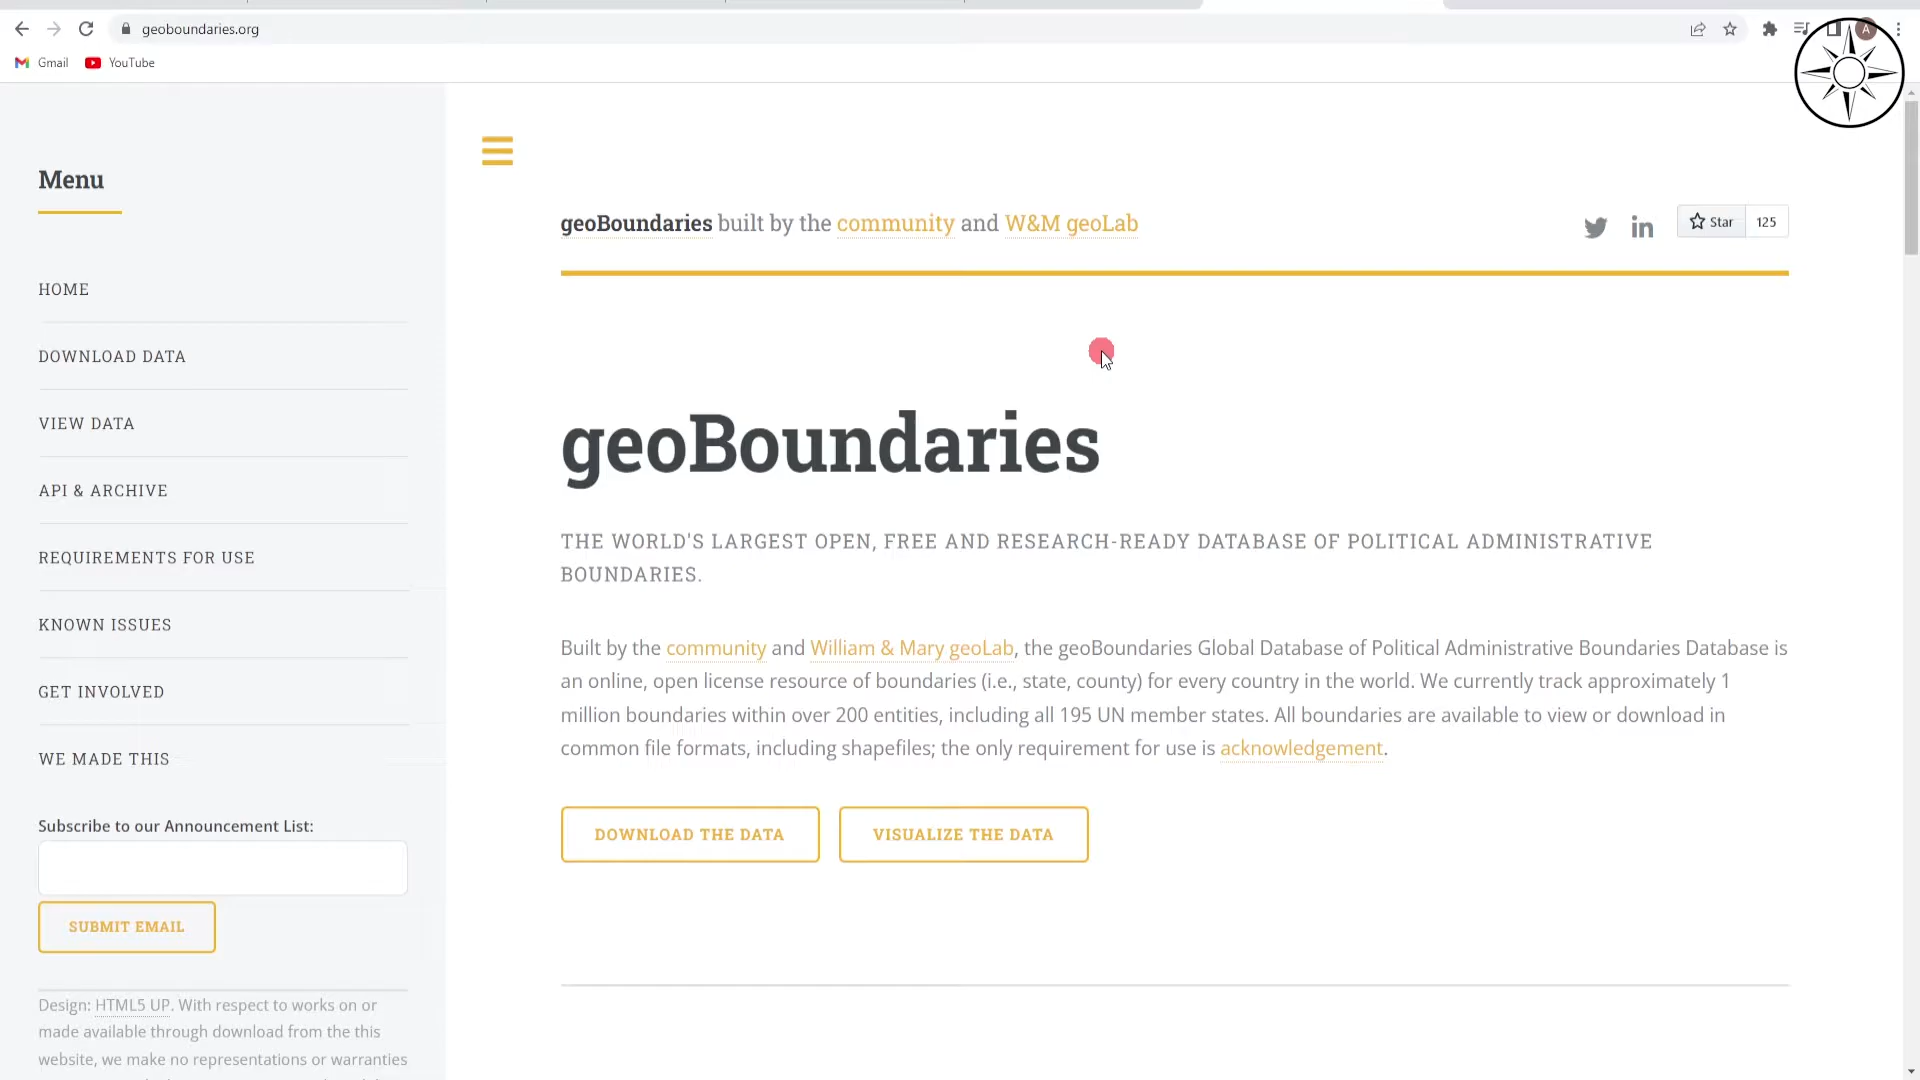 geoboundaries.org
A
Gmail
YouTube
Menu
HOME
DOWNLOAD DATA
VIEW DATA
API & ARCHIVE
REQUIREMENTS FOR USE
KNOWN ISSUES
GET INVOLVED
WE MADE THIS
Subscribe to our Announcement List:
SUBMIT EMAIL
Design: HTML5 UP. With respect to works on or
made available through download from the this
website, we make no representations or warranties
geoBoundaries built by the community and W&M geoLab
Star
125
geoBoundaries
THE WORLD'S LARGEST OPEN, FREE AND RESEARCH-READY DATABASE OF POLITICAL ADMINISTRATIVE
BOUNDARIES.
Built by the community and William & Mary geoLab, the geoBoundaries Global Database of Political Administrative Boundaries Database is
an online, open license resource of boundaries (i.e., state, county) for every country in the world. We currently track approximately 1
million boundaries within over 200 entities, including all 195 UN member states. All boundaries are available to view or download in
common file formats, including shapefiles; the only requirement for use is acknowledgement.
DOWNLOAD THE DATA
VISUALIZE THE DATA